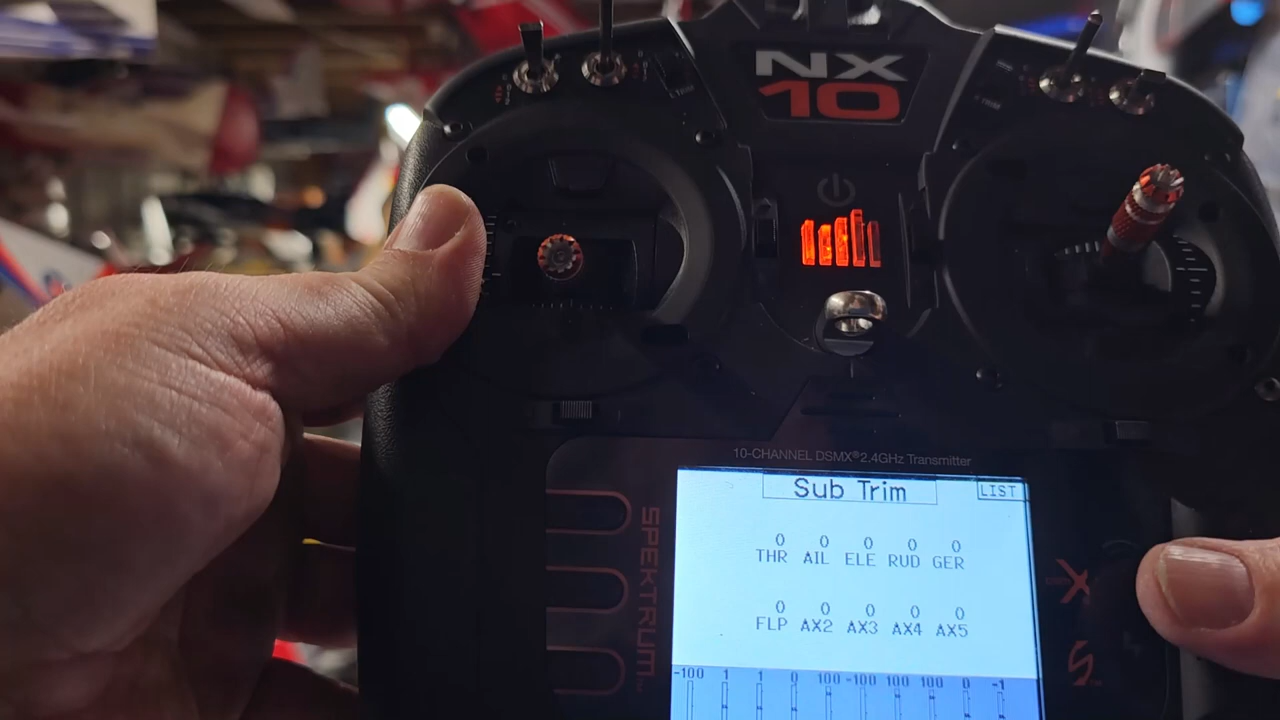 NX
10
10-CHANNEL DSMX® 2.4GHz Transmitter
SPEKTRUM
Sub Trim
LIST
0 0 0 0 0
THR AIL ELE RUD GER
0 0 0 0 0
FLP AX2 AX3 AX4 AX5
-100 1 1 0 100 -100 100 100 0 -1